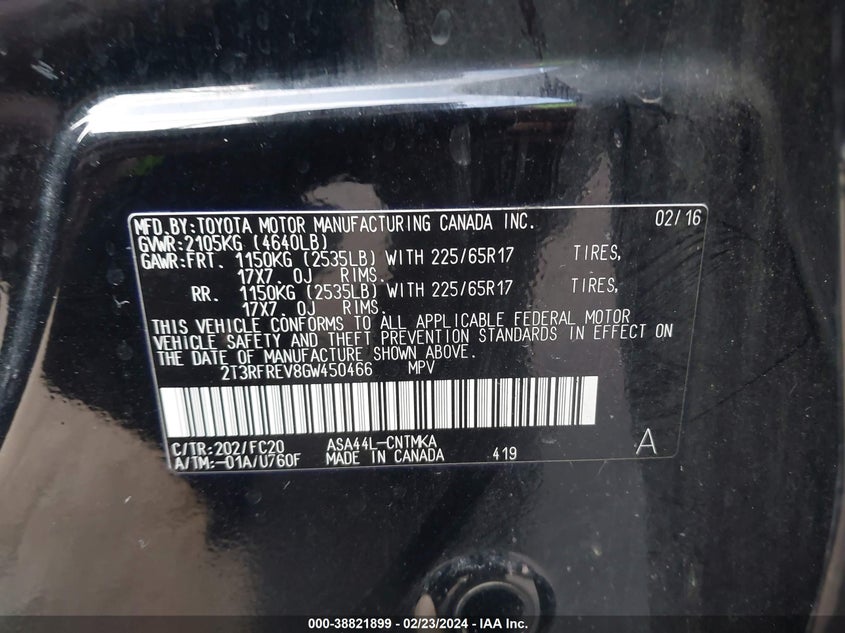 MFD.BY:TOYOTA MOTOR MANUFACTURING CANADA INC. 02/16
GVWR:2105KG (4640LB)
GAWR:FRT. 1150KG (2535LB) WITH 225/65R17 TIRES,
17X7.0J RIMS.
RR. 1150KG (2535LB) WITH 225/65R17 TIRES,
17X7.0J RIMS.
THIS VEHICLE CONFORMS TO ALL APPLICABLE FEDERAL MOTOR
VEHICLE SAFETY AND THEFT PREVENTION STANDARDS IN EFFECT ON
THE DATE OF MANUFACTURE SHOWN ABOVE.
2T3RFREV8GW450466 MPV
C/TR:202/FC20 ASA44L-CNTMKA
A/TM:-01A/U760F MADE IN CANADA 419 A
000-38821899 - 02/23/2024 - IAA Inc.